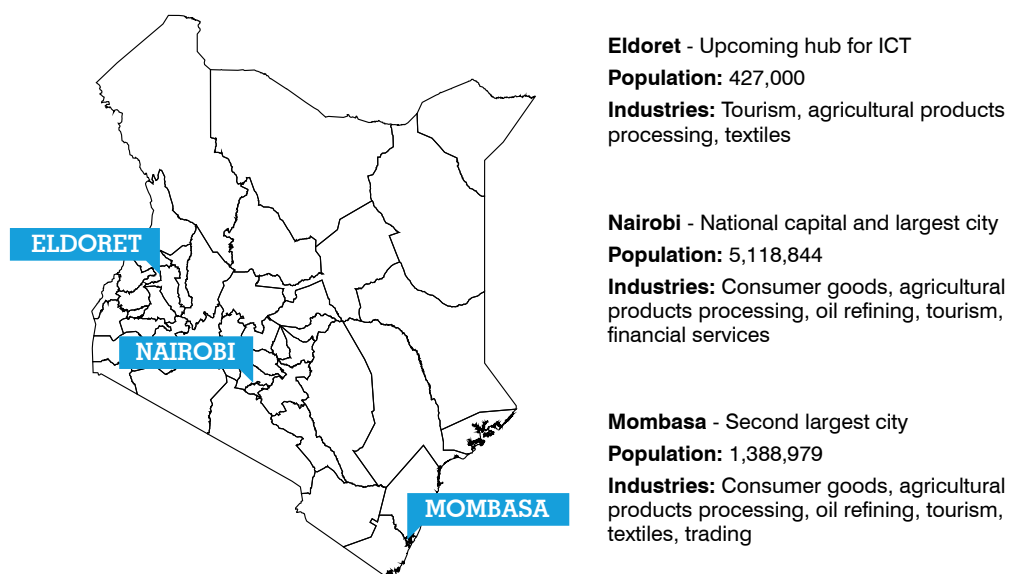 ELDORET
NAIROBI
MOMBASA
Eldoret - Upcoming hub for ICT
Population: 427,000
Industries: Tourism, agricultural products
processing, textiles
Nairobi - National capital and largest city
Population: 5,118,844
Industries: Consumer goods, agricultural
products processing, oil refining, tourism,
financial services
Mombasa - Second largest city
Population: 1,388,979
Industries: Consumer goods, agricultural
products processing, oil refining, tourism,
textiles, trading